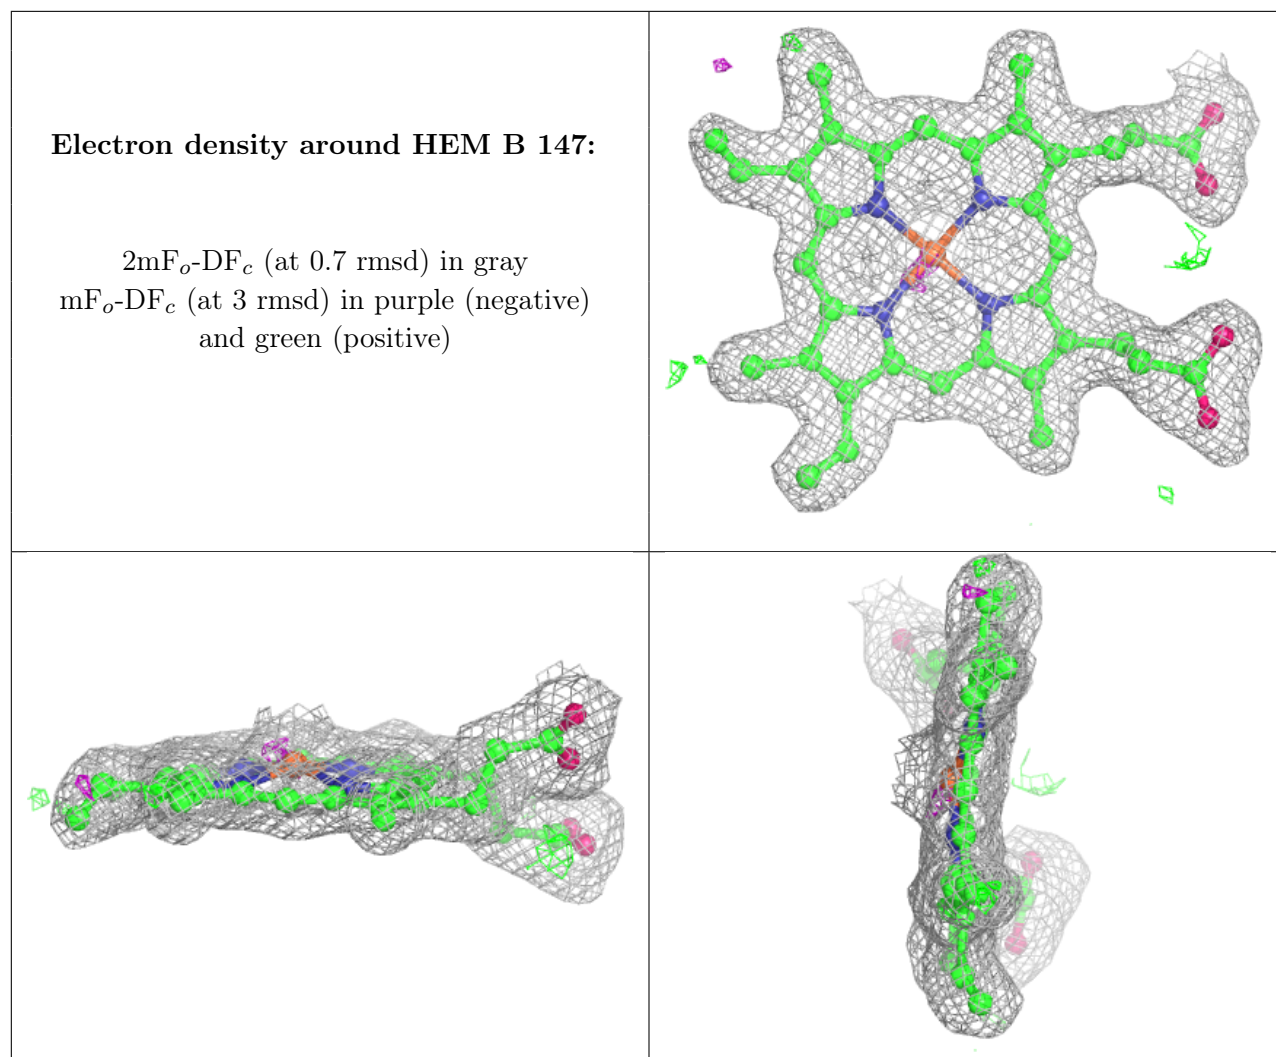 Electron density around HEM B 147:
2mFo-DFc (at 0.7 rmsd) in gray
mFo-DFc (at 3 rmsd) in purple (negative)
and green (positive)